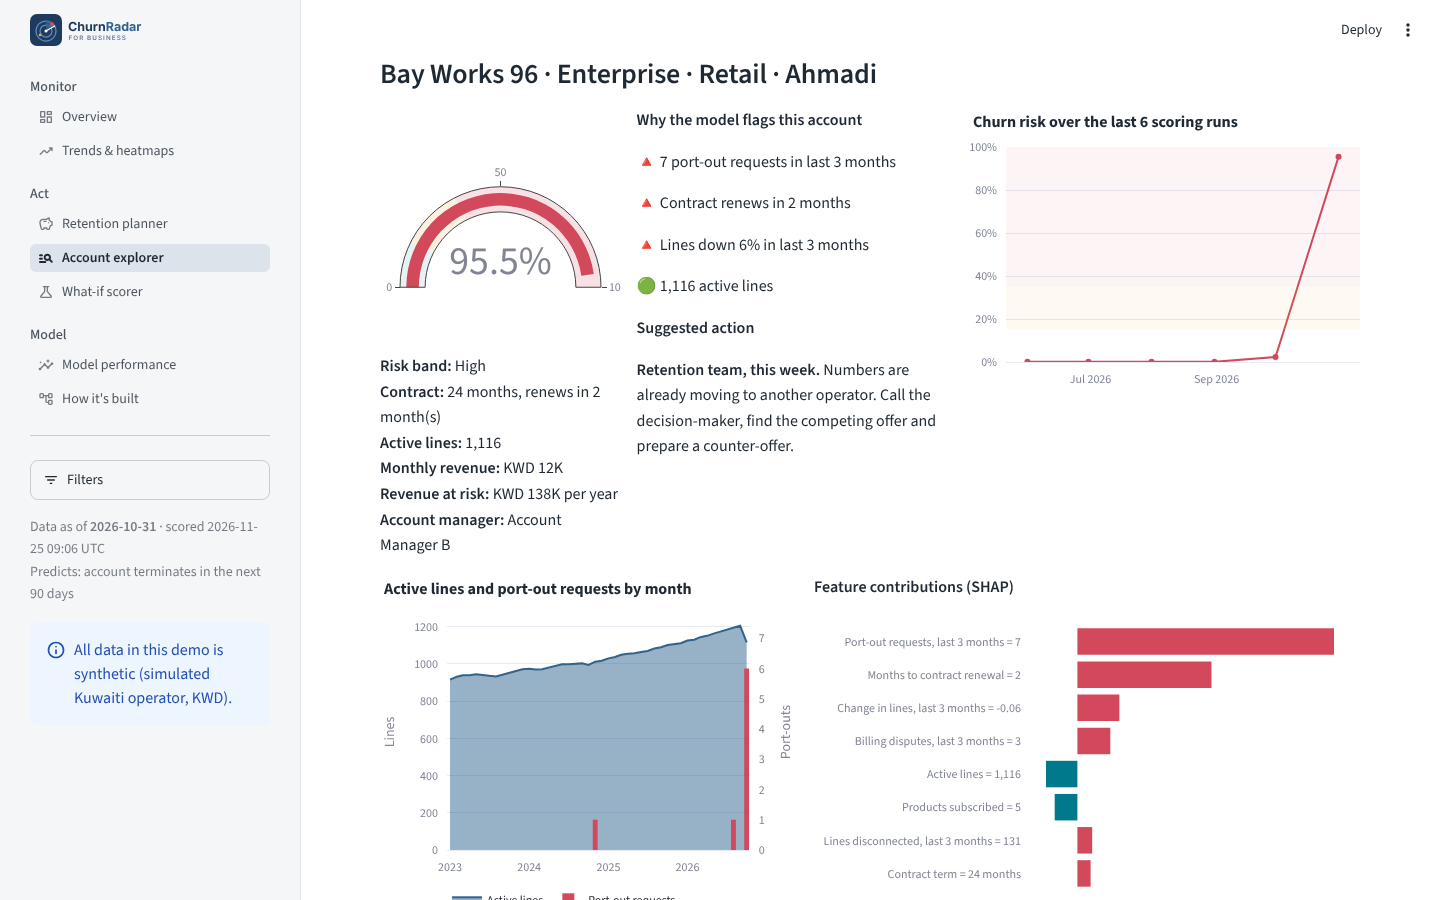 ChurnRadar
FOR BUSINESS
Monitor
Overview
Trends & heatmaps
Act
Retention planner
Account explorer
What-if scorer
Model
Model performance
How it's built
Filters
Data as of 2026-10-31 · scored 2026-11-
25 09:06 UTC
Predicts: account terminates in the next
90 days
All data in this demo is
synthetic (simulated
Kuwaiti operator, KWD).
Deploy
Bay Works 96 · Enterprise · Retail · Ahmadi
50
95.5%
0
10
Risk band: High
Contract: 24 months, renews in 2
month(s)
Active lines: 1,116
Monthly revenue: KWD 12K
Revenue at risk: KWD 138K per year
Account manager: Account
Manager B
Why the model flags this account
7 port-out requests in last 3 months
Contract renews in 2 months
Lines down 6% in last 3 months
1,116 active lines
Suggested action
Retention team, this week. Numbers are
already moving to another operator. Call the
decision-maker, find the competing offer and
prepare a counter-offer.
Churn risk over the last 6 scoring runs
100%
80%
60%
40%
20%
0%
Jul 2026
Sep 2026
Active lines and port-out requests by month
1200
1000
800
600
400
200
0
Lines
7
6
5
4
3
2
1
0
Port-outs
2023
2024
2025
2026
Active lines
Port-out requests
Feature contributions (SHAP)
Port-out requests, last 3 months = 7
Months to contract renewal = 2
Change in lines, last 3 months = -0.06
Billing disputes, last 3 months = 3
Active lines = 1,116
Products subscribed = 5
Lines disconnected, last 3 months = 131
Contract term = 24 months